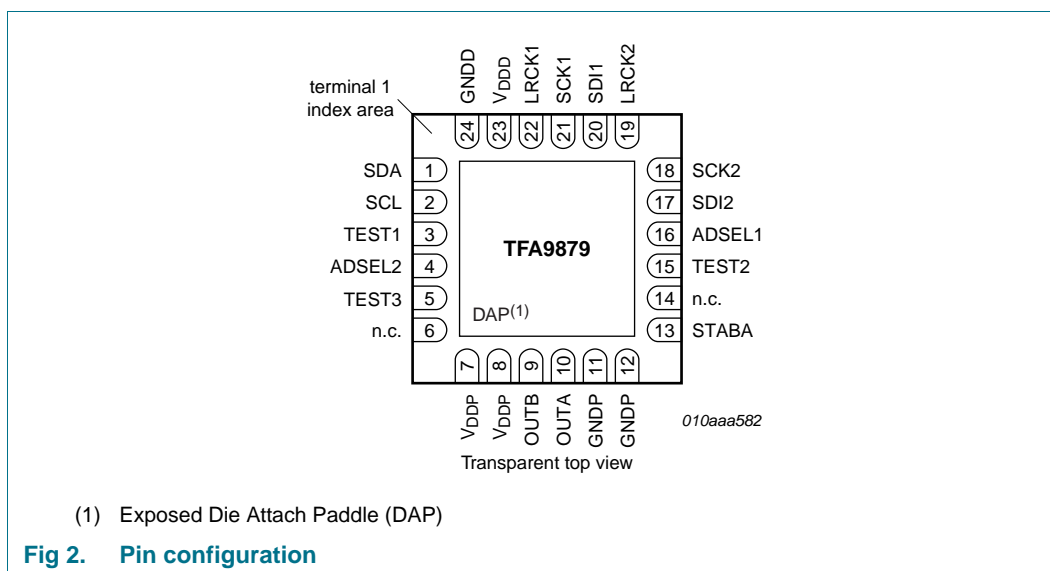 GNDD
VDDD
LRCK1
SCK1
SDI1
LRCK2
terminal 1
index area
24 23 22 21 20 19
SDA 1
SCL 2
TEST1 3
ADSEL2 4
TEST3 5
n.c. 6
TFA9879
DAP(1)
18 SCK2
17 SDI2
16 ADSEL1
15 TEST2
14 n.c.
13 STABA
7 8 9 10 11 12
VDDP
VDDP
OUTB
OUTA
GNDP
GNDP
010aaa582
Transparent top view
(1) Exposed Die Attach Paddle (DAP)
Fig 2. Pin configuration